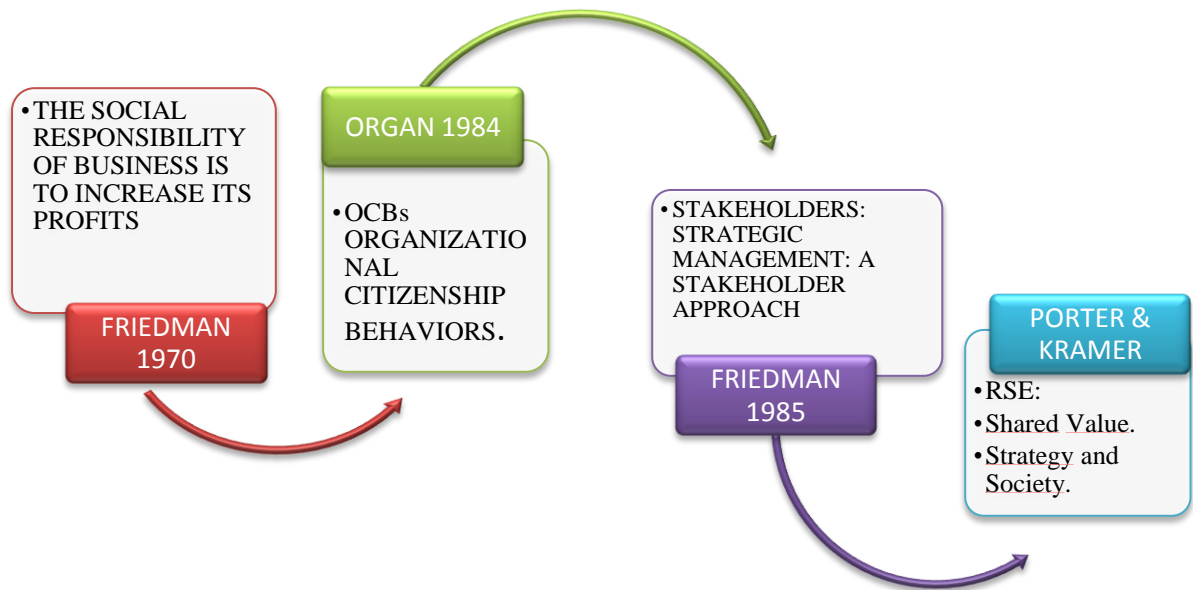 •THE SOCIAL
RESPONSIBILITY
OF BUSINESS IS
TO INCREASE ITS
PROFITS
FRIEDMAN
1970
ORGAN 1984
•OCBs
ORGANIZATIO
NAL
CITIZENSHIP
BEHAVIORS.
•STAKEHOLDERS:
STRATEGIC
MANAGEMENT: A
STAKEHOLDER
APPROACH
FRIEDMAN
1985
PORTER &
KRAMER
•RSE:
•Shared Value.
•Strategy and
Society.